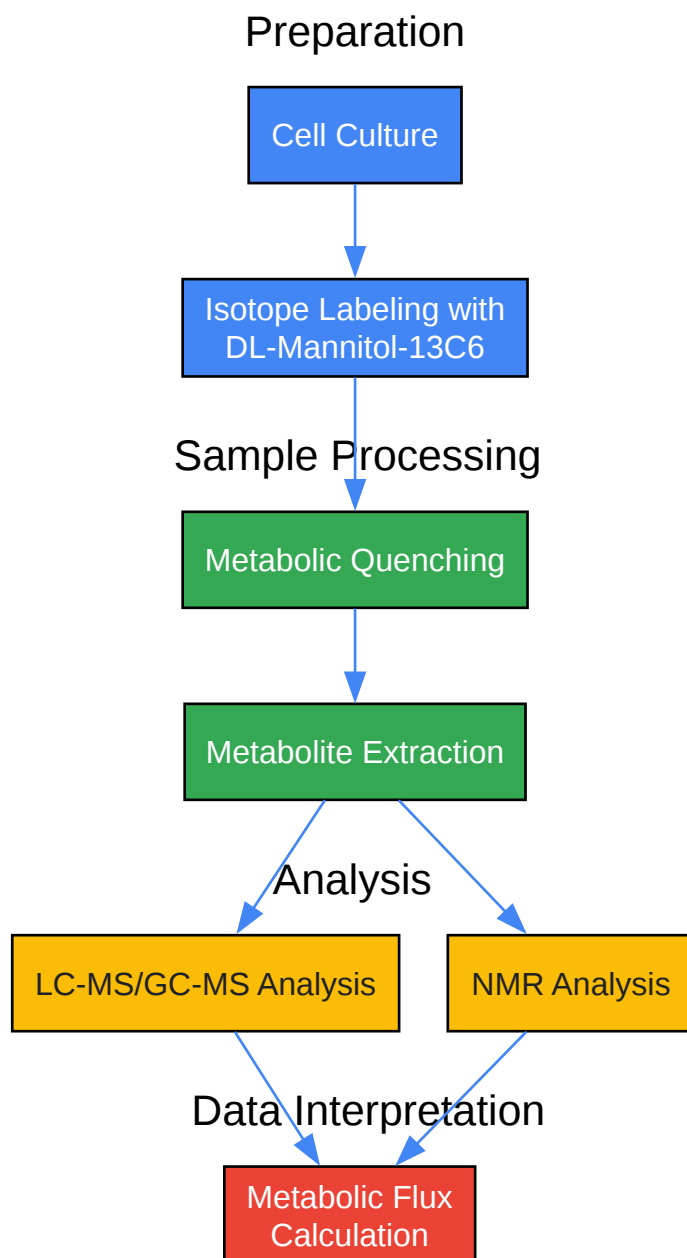 Preparation
Cell Culture
Isotope Labeling with
DL-Mannitol-13C6
Sample Processing
Metabolic Quenching
Metabolite Extraction
Analysis
LC-MS/GC-MS Analysis
NMR Analysis
Data Interpretation
Metabolic Flux
Calculation